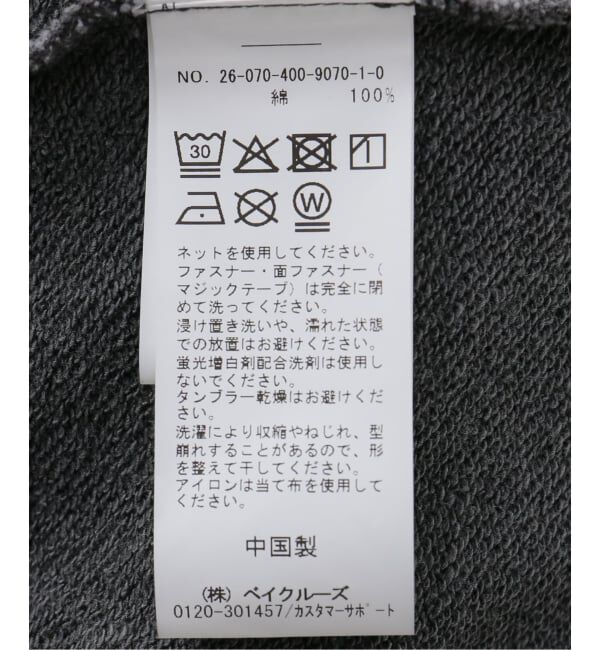 NO. 26-070-400-9070-1-0
綿 100%
30
W
ネットを使用してください。
ファスナー・面ファスナー（
マジックテープ）は完全に閉
めて洗ってください。
浸け置き洗いや、濡れた状態
での放置はお避けください。
蛍光増白剤配合洗剤は使用し
ないでください。
タンブラー乾燥はお避けくだ
さい。
洗濯により収縮やねじれ、型
崩れすることがあるので、形
を整えて干してください。
アイロンは当て布を使用して
ください。
中国製
（株）ベイクルーズ
0120-301457/ｶｽﾀﾏｰｻﾎﾟｰﾄ